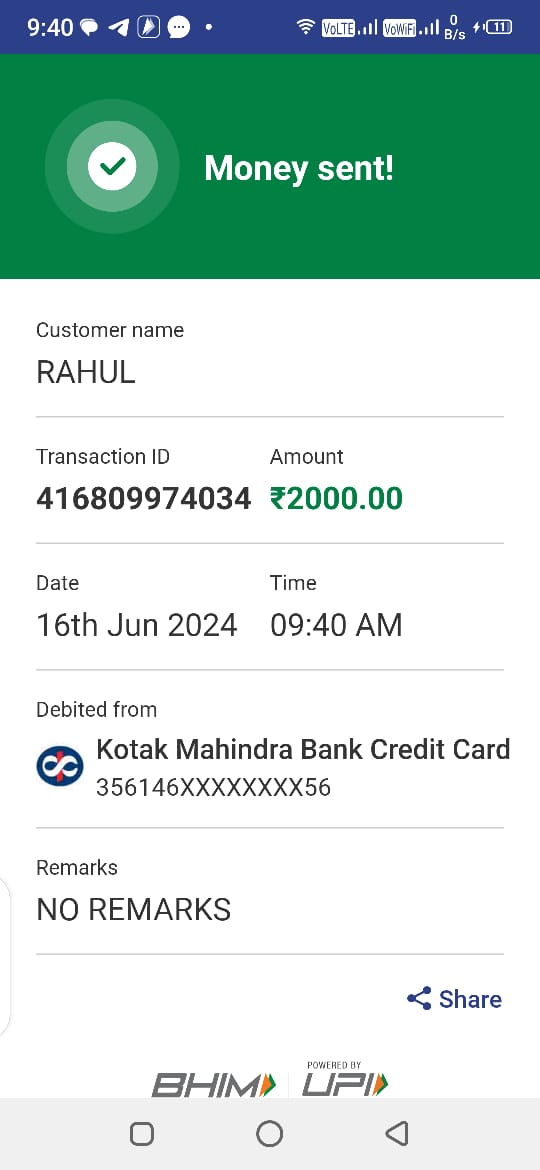 9:40 VoLTE VoWiFi 0 B/s 11
Money sent!
Customer name
RAHUL
Transaction ID Amount
416809974034 ₹2000.00
Date Time
16th Jun 2024 09:40 AM
Debited from
Kotak Mahindra Bank Credit Card
356146XXXXXXXX56
Remarks
NO REMARKS
Share
POWERED BY
BHIM UPI